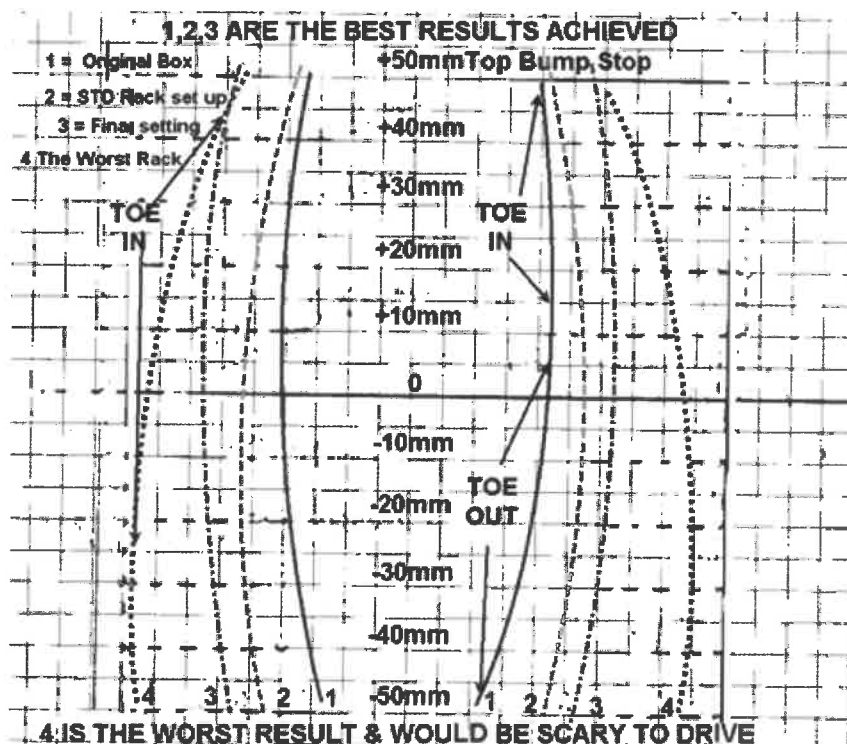 1,2,3 ARE THE BEST RESULTS ACHIEVED
1 = Original Box
+50mm Top Bump Stop
2 = STD Rack set up
3 = Final setting
+40mm
4 The Worst Rack
+30mm
TOE
IN
TOE
IN
+20mm
+10mm
0
-10mm
TOE
OUT
-20mm
-30mm
-40mm
-50mm
4 3 2 1
1 2 3 4
4 IS THE WORST RESULT & WOULD BE SCARY TO DRIVE